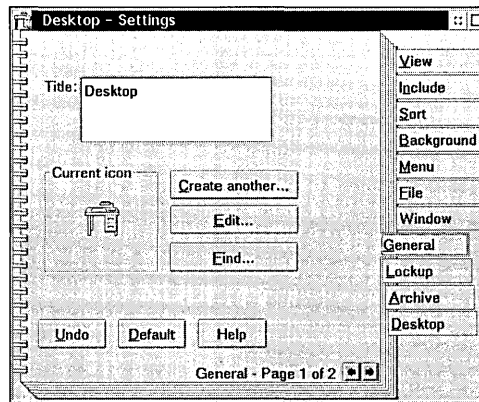 Desktop - Settings
Title:
Desktop
Current icon
Create another...
Edit...
Find...
Undo
Default
Help
General - Page 1 of 2
View
Include
Sort
Background
Menu
File
Window
General
Lockup
Archive
Desktop